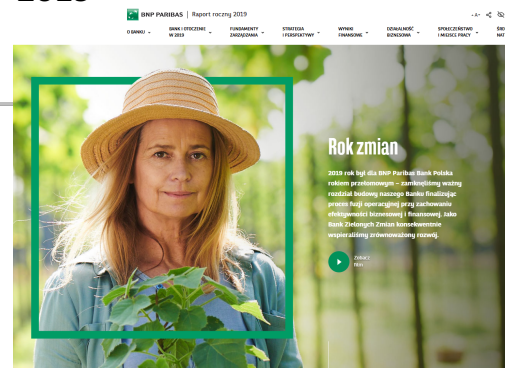 BNP PARIBAS | Raport roczny 2019
- A+
O BANKU
BANK I OTOCZENIE W 2019
FUNDAMENTY ZARZĄDZANIA
STRATEGIA I PERSPEKTYWY
WYNIKI FINANSOWE
DZIAŁALNOŚĆ BIZNESOWA
SPOŁECZEŃSTWO I MIEJSCE PRACY
Rok zmian
2019 rok był dla BNP Paribas Bank Polska
rokiem przełomowym – zamknęliśmy ważny
rozdział budowy naszego Banku finalizując
proces fuzji operacyjnej przy zachowaniu
efektywności biznesowej i finansowej. Jako
Bank Zielonych Zmian konsekwentnie
wspieraliśmy zrównoważony rozwój.
Zobacz
film